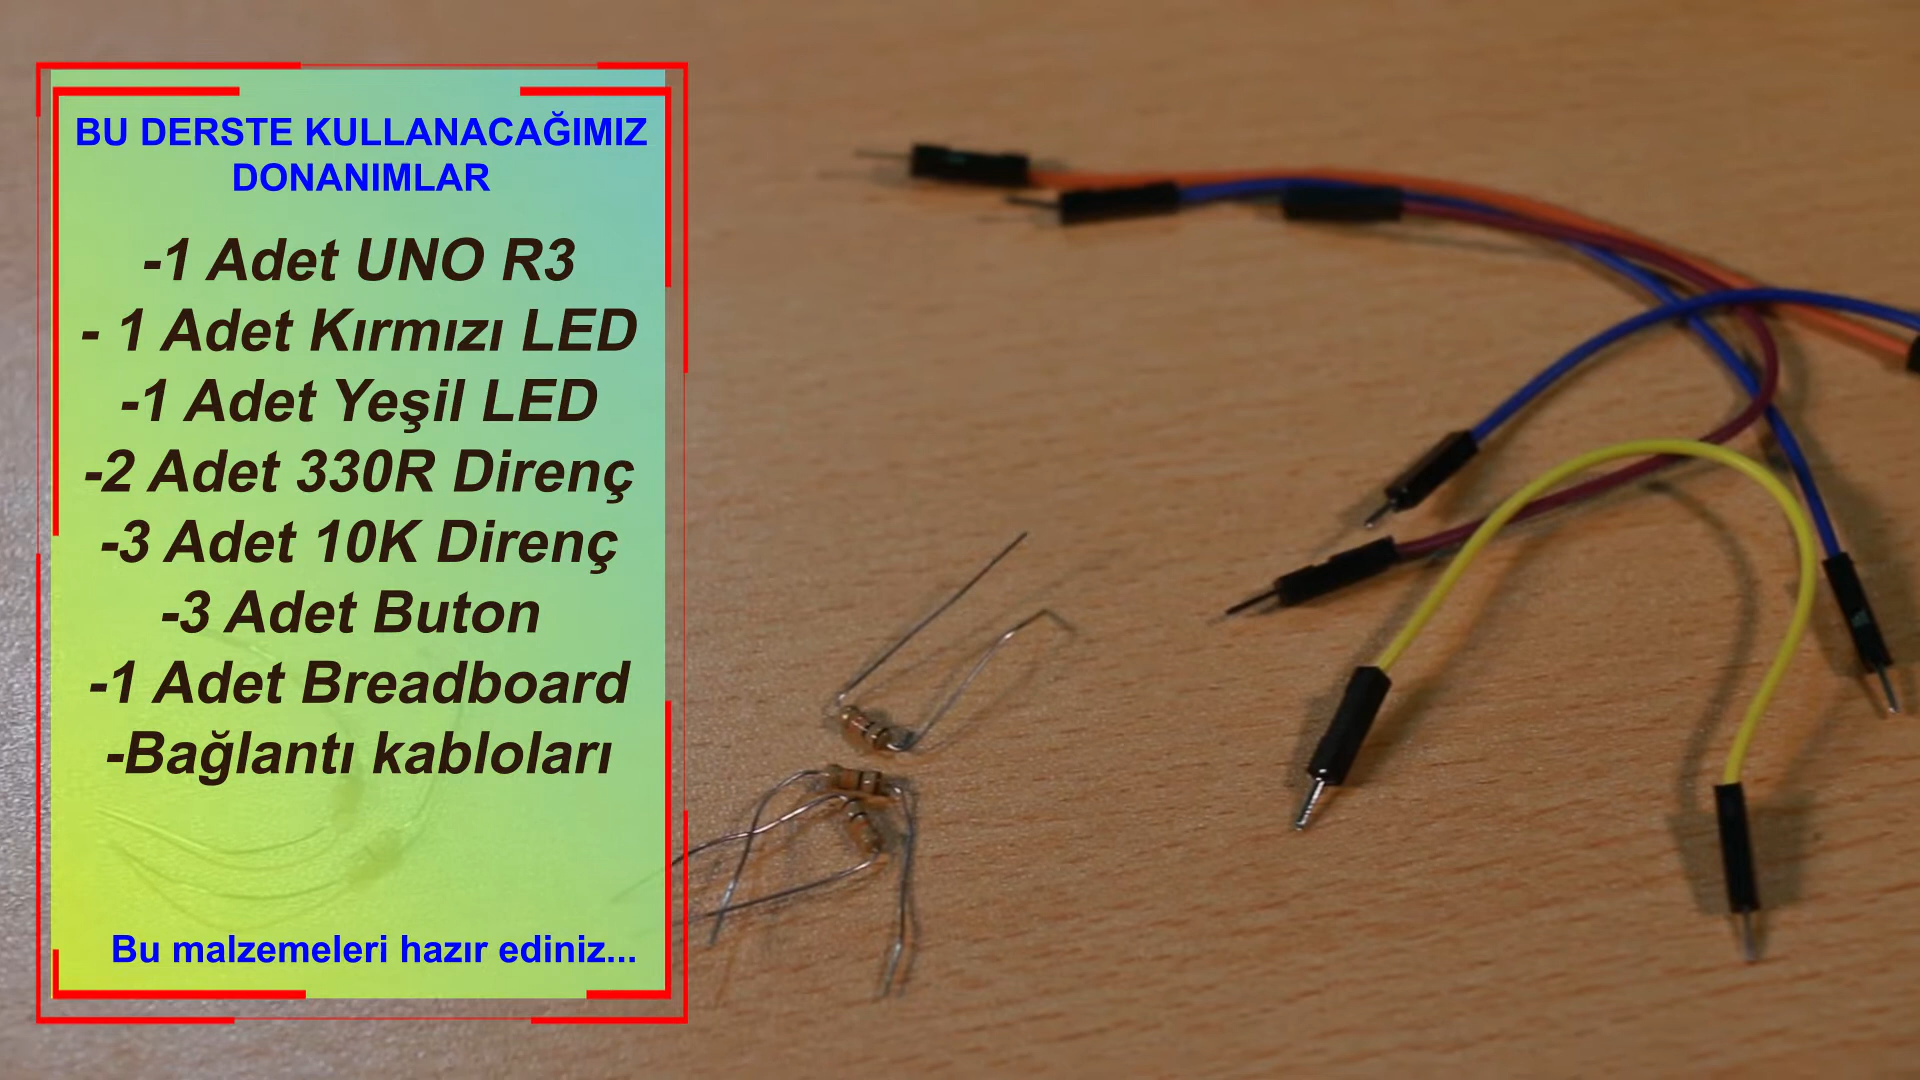 BU DERSTE KULLANACAĞIMIZ
DONANIMLAR
-1 Adet UNO R3
- 1 Adet Kırmızı LED
-1 Adet Yeşil LED
-2 Adet 330R Direnç
-3 Adet 10K Direnç
-3 Adet Buton
-1 Adet Breadboard
-Bağlantı kabloları
Bu malzemeleri hazır ediniz...